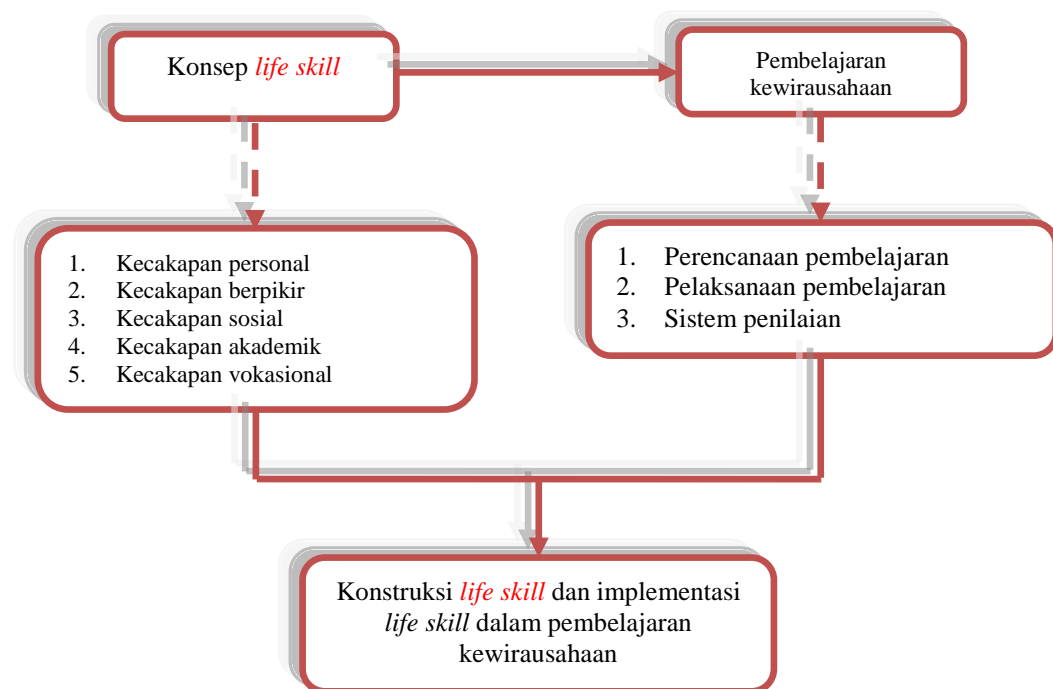 Konsep life skill
Pembelajaran
kewirausahaan
1. Kecakapan personal
2. Kecakapan berpikir
3. Kecakapan sosial
4. Kecakapan akademik
5. Kecakapan vokasional
1. Perencanaan pembelajaran
2. Pelaksanaan pembelajaran
3. Sistem penilaian
Konstruksi life skill dan implementasi
life skill dalam pembelajaran
kewirausahaan